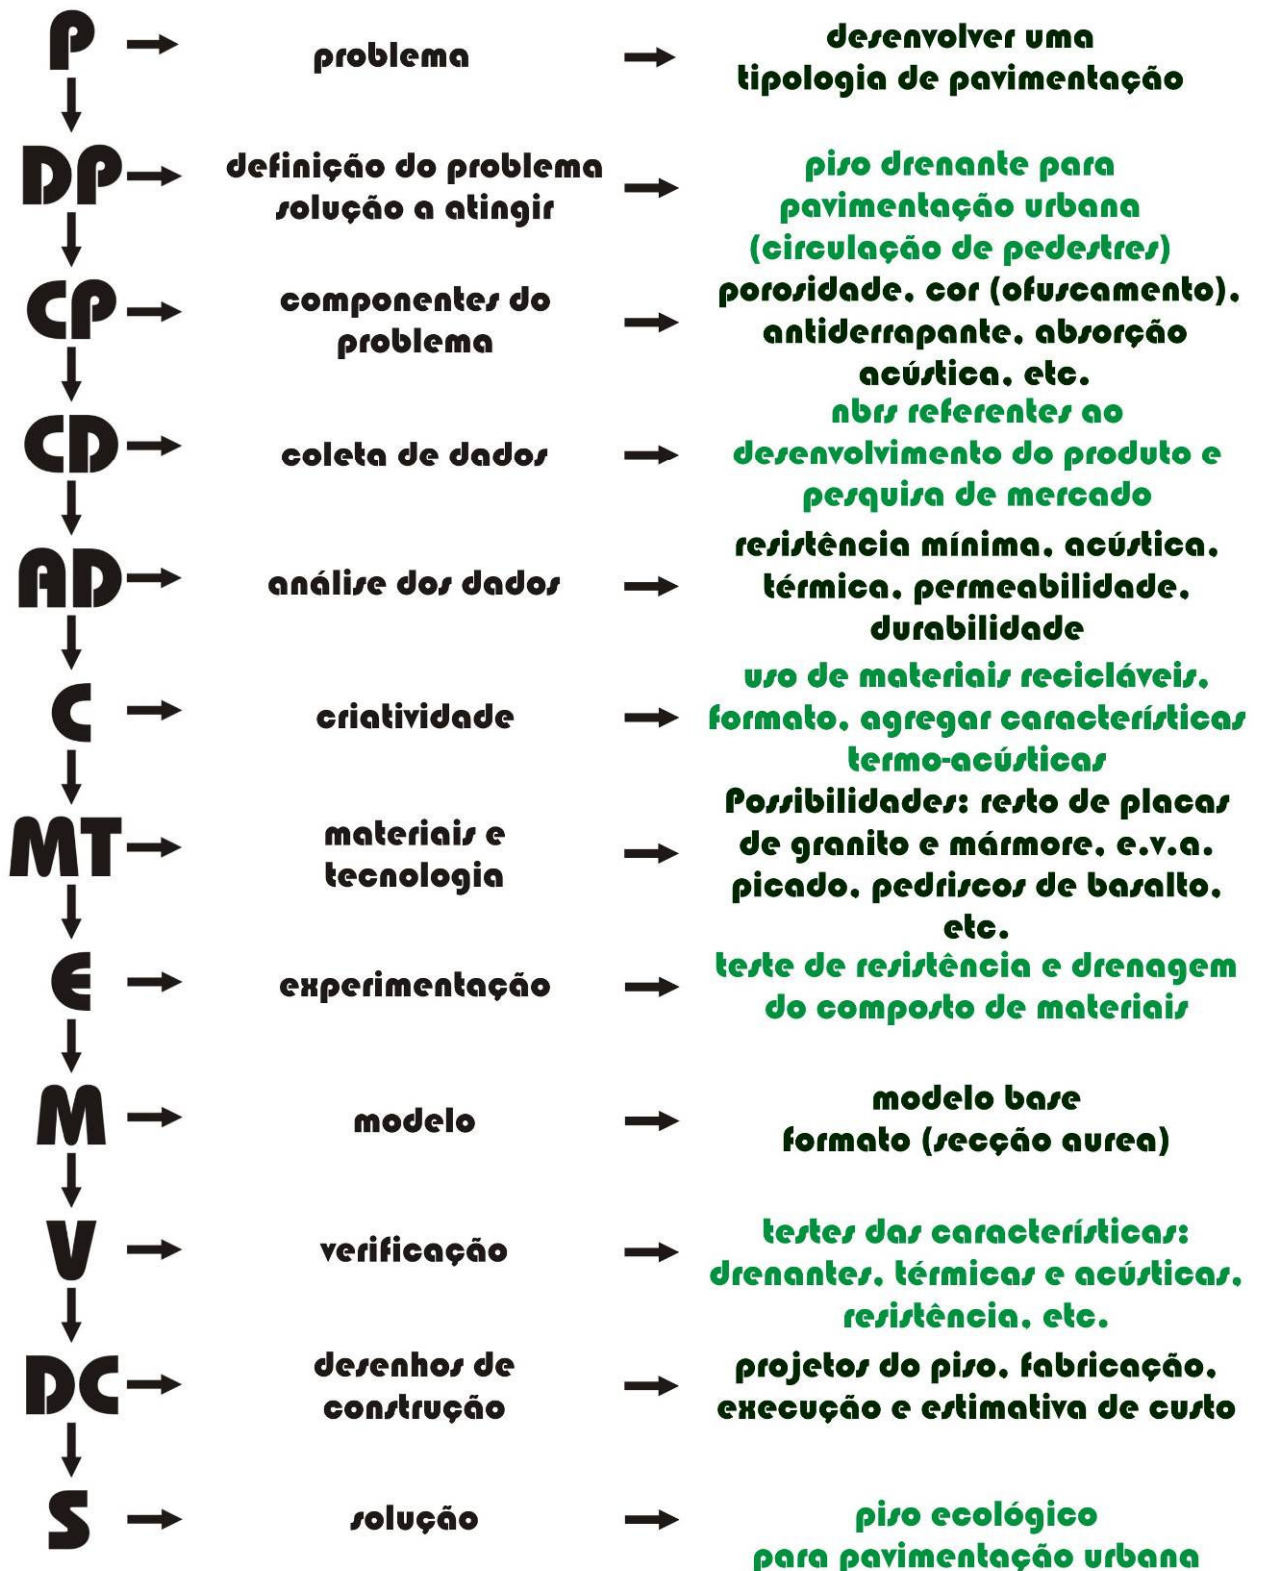 P
problema
desenvolver uma
tipologia de pavimentação
DP
definição do problema
solução a atingir
piso drenante para
pavimentação urbana
(circulação de pedestres)
CP
componentes do
problema
porosidade, cor (ofuscamento),
antiderrapante, absorção
acústica, etc.
CD
coleta de dados
nbrs referentes ao
desenvolvimento do produto e
pesquisa de mercado
AD
análise dos dados
resistência mínima, acústica,
térmica, permeabilidade,
durabilidade
C
criatividade
uso de materiais recicláveis,
formato, agregar características
termo-acústicas
MT
materiais e
tecnologia
Possibilidades: resto de placas
de granito e mármore, e.v.a.
picado, pedriscos de basalto,
etc.
E
experimentação
teste de resistência e drenagem
do composto de materiais
M
modelo
modelo base
formato (secção aurea)
V
verificação
testes das características:
drenantes, térmicas e acústicas,
resistência, etc.
DC
desenhos de
construção
projetos do piso, fabricação,
execução e estimativa de custo
S
solução
piso ecológico
para pavimentação urbana